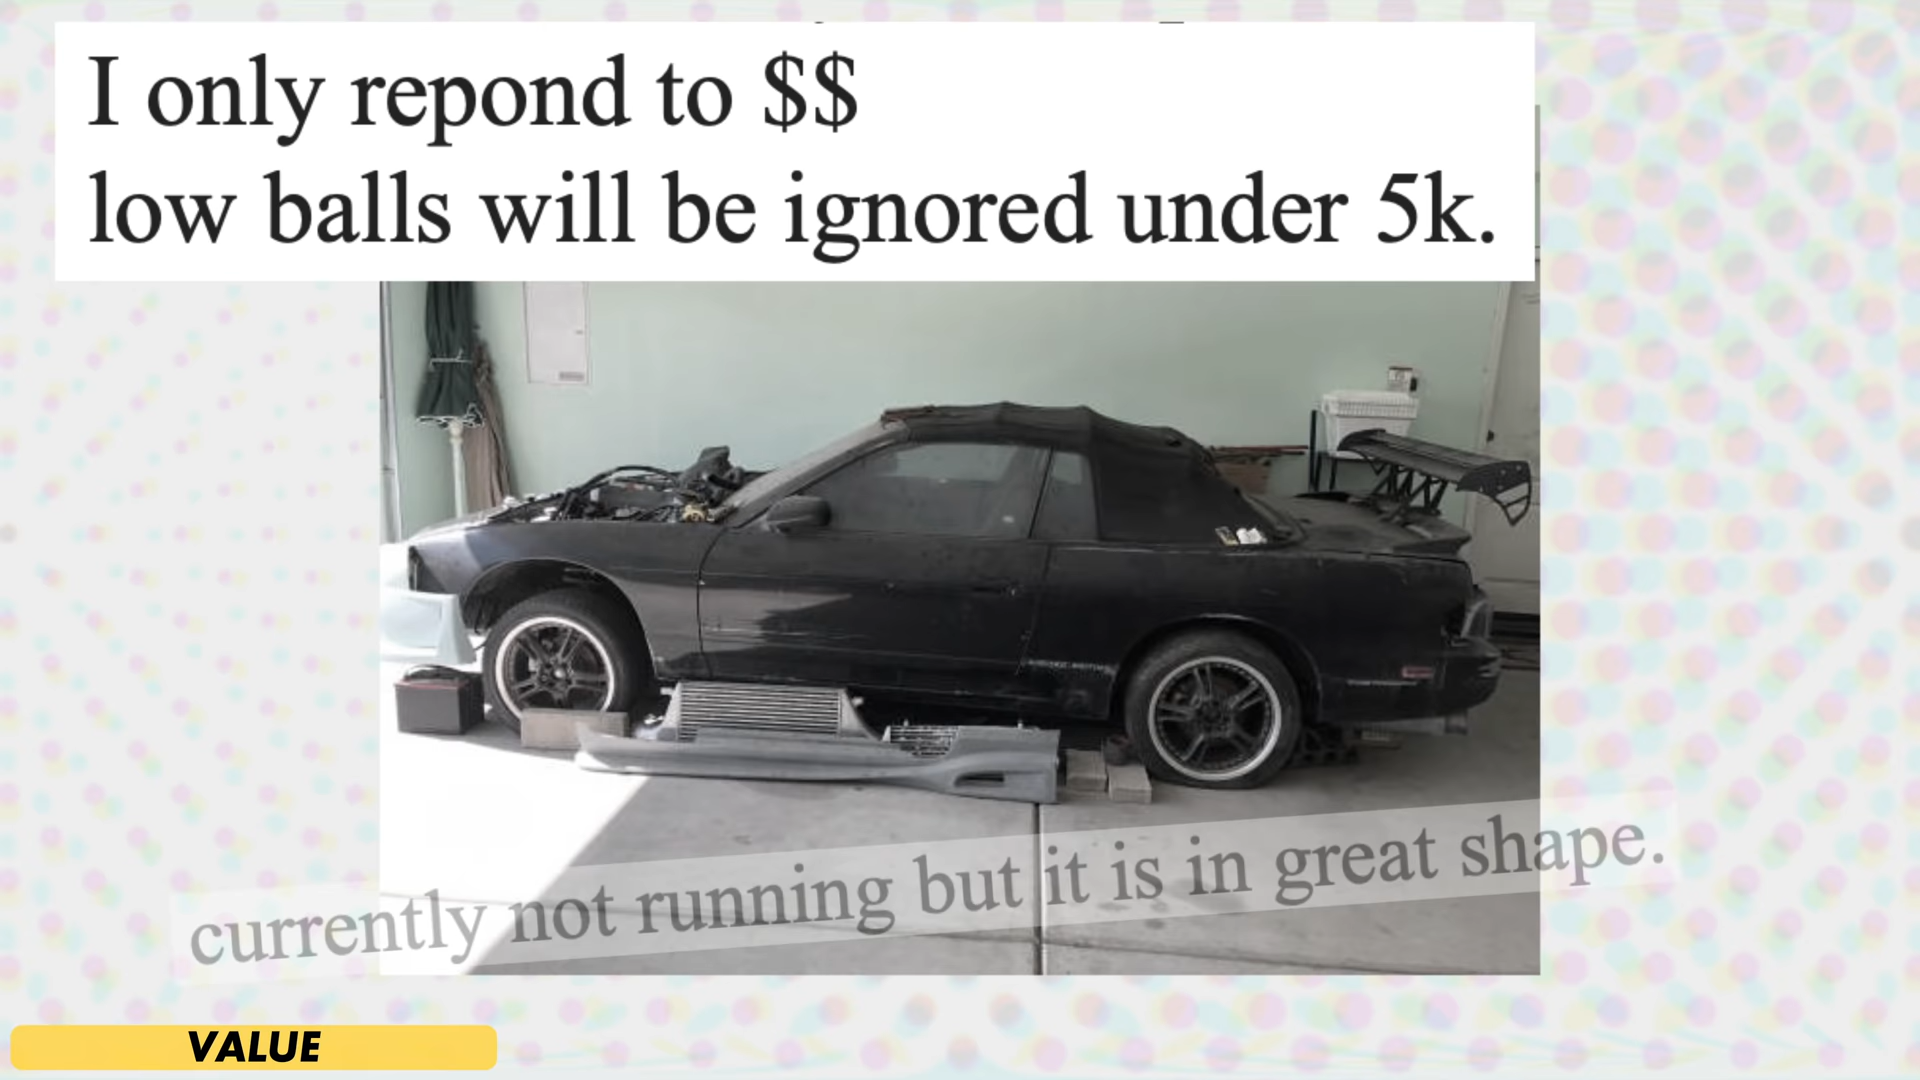 I only repond to $$
low balls will be ignored under 5k.
currently not running but it is in great shape.
VALUE